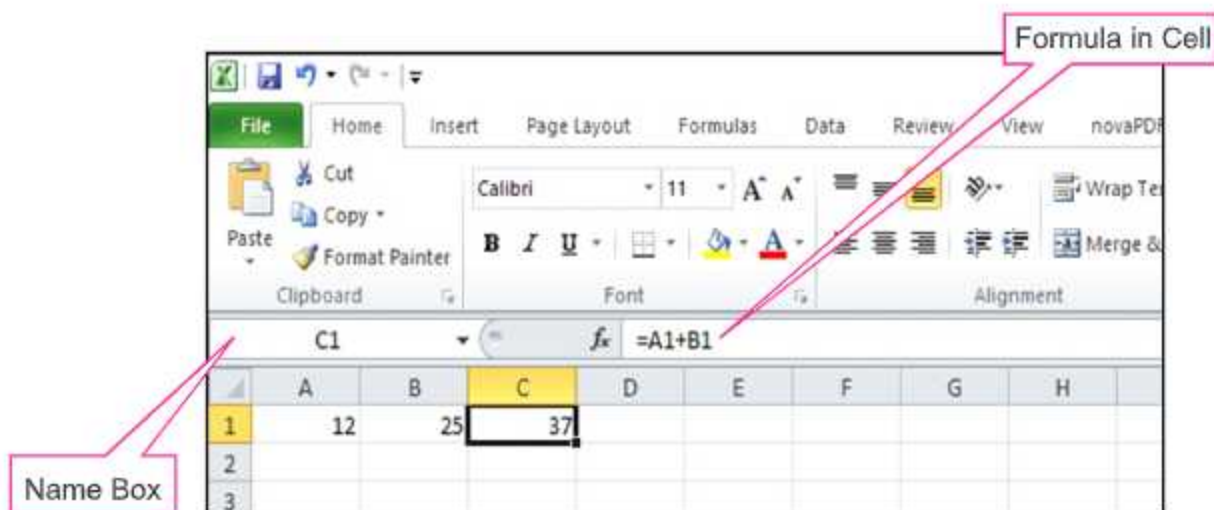 Formula in Cell
File Home Insert Page Layout Formulas Data Review View novaPDF
Cut
Calibri 11 A A Wrap Te
Copy
Paste
B I U A Merge &
Format Painter
Clipboard Font Alignment
C1 fx =A1+B1
A B C D E F G H
1 12 25 37
2
Name Box
3